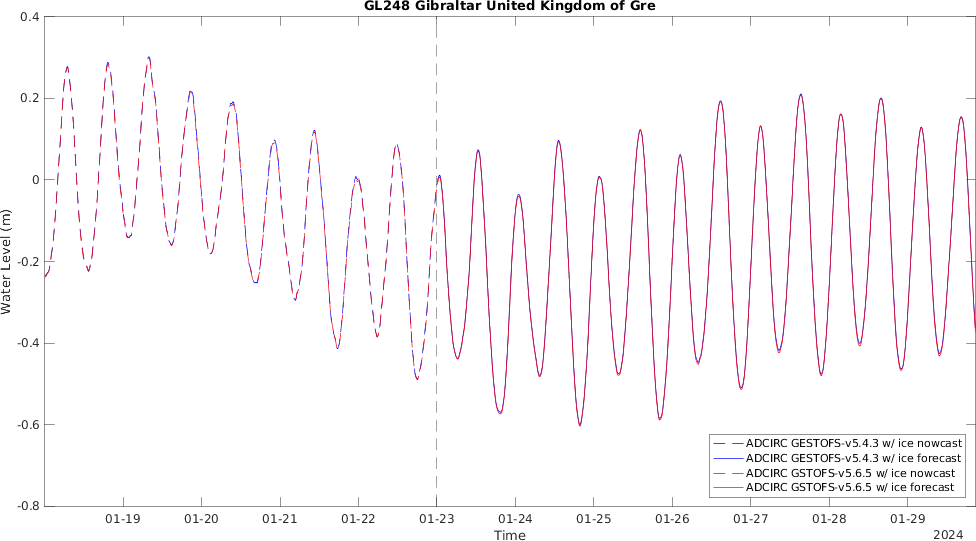 GL248 Gibraltar United Kingdom of Gre
0.4
0.2
0
-0.2
-0.4
-0.6
-0.8
Water Level (m)
ADCIRC GESTOFS-v5.4.3 w/ ice nowcast
ADCIRC GESTOFS-v5.4.3 w/ ice forecast
ADCIRC GSTOFS-v5.6.5 w/ ice nowcast
ADCIRC GSTOFS-v5.6.5 w/ ice forecast
01-19 01-20 01-21 01-22 01-23 01-24 01-25 01-26 01-27 01-28 01-29
Time
2024